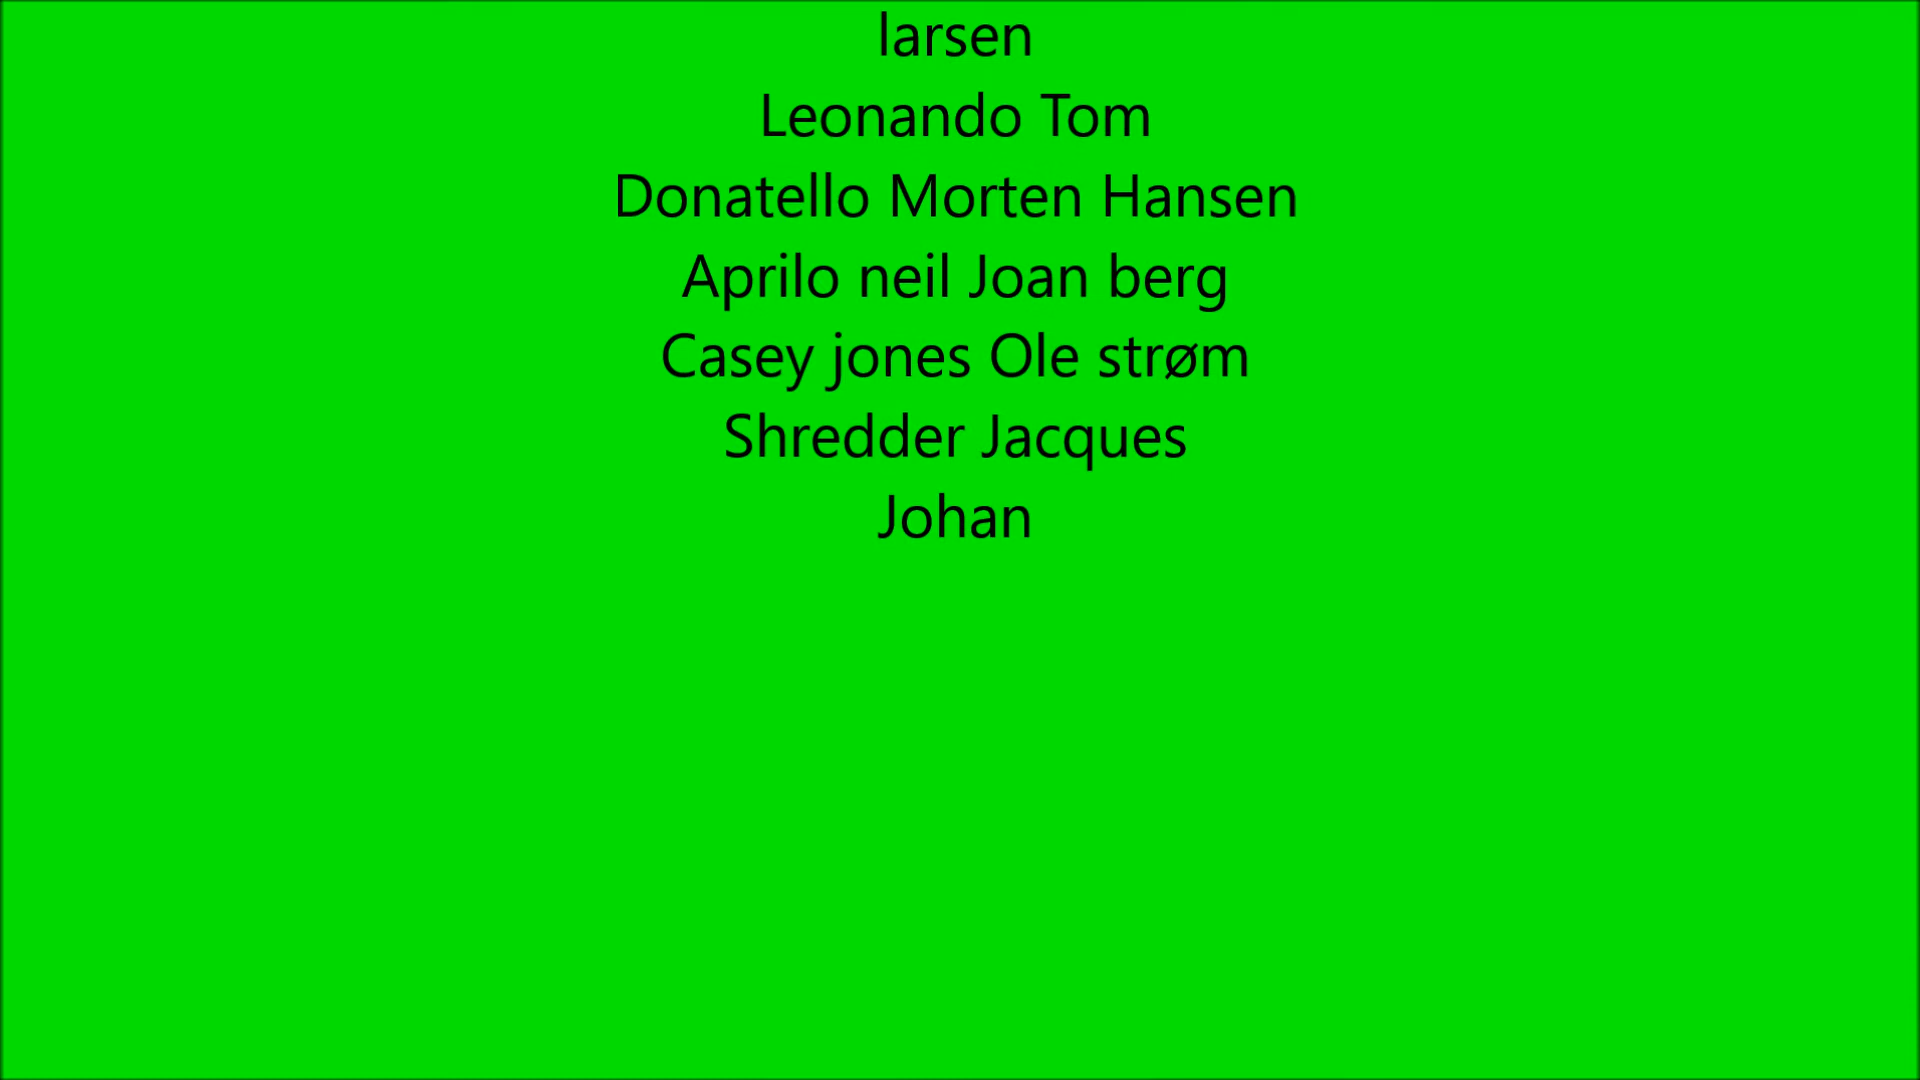 larsen
Leonando Tom
Donatello Morten Hansen
Aprilo neil Joan berg
Casey jones Ole strøm
Shredder Jacques
Johan